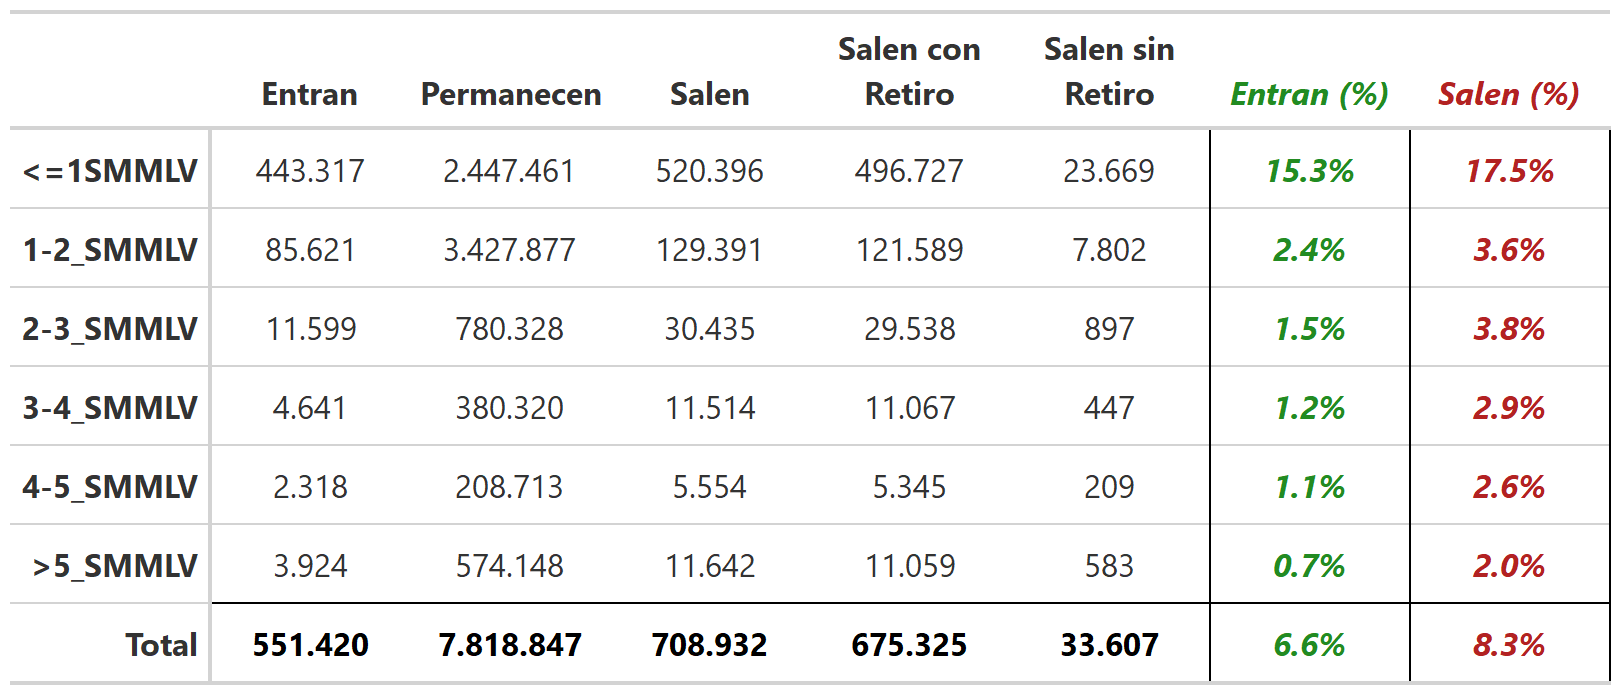 Entran Permanecen Salen Salen con Retiro Salen sin Retiro Entran (%) Salen (%)
<=1SMMLV 443.317 2.447.461 520.396 496.727 23.669 15.3% 17.5%
1-2_SMMLV 85.621 3.427.877 129.391 121.589 7.802 2.4% 3.6%
2-3_SMMLV 11.599 780.328 30.435 29.538 897 1.5% 3.8%
3-4_SMMLV 4.641 380.320 11.514 11.067 447 1.2% 2.9%
4-5_SMMLV 2.318 208.713 5.554 5.345 209 1.1% 2.6%
>5_SMMLV 3.924 574.148 11.642 11.059 583 0.7% 2.0%
Total 551.420 7.818.847 708.932 675.325 33.607 6.6% 8.3%